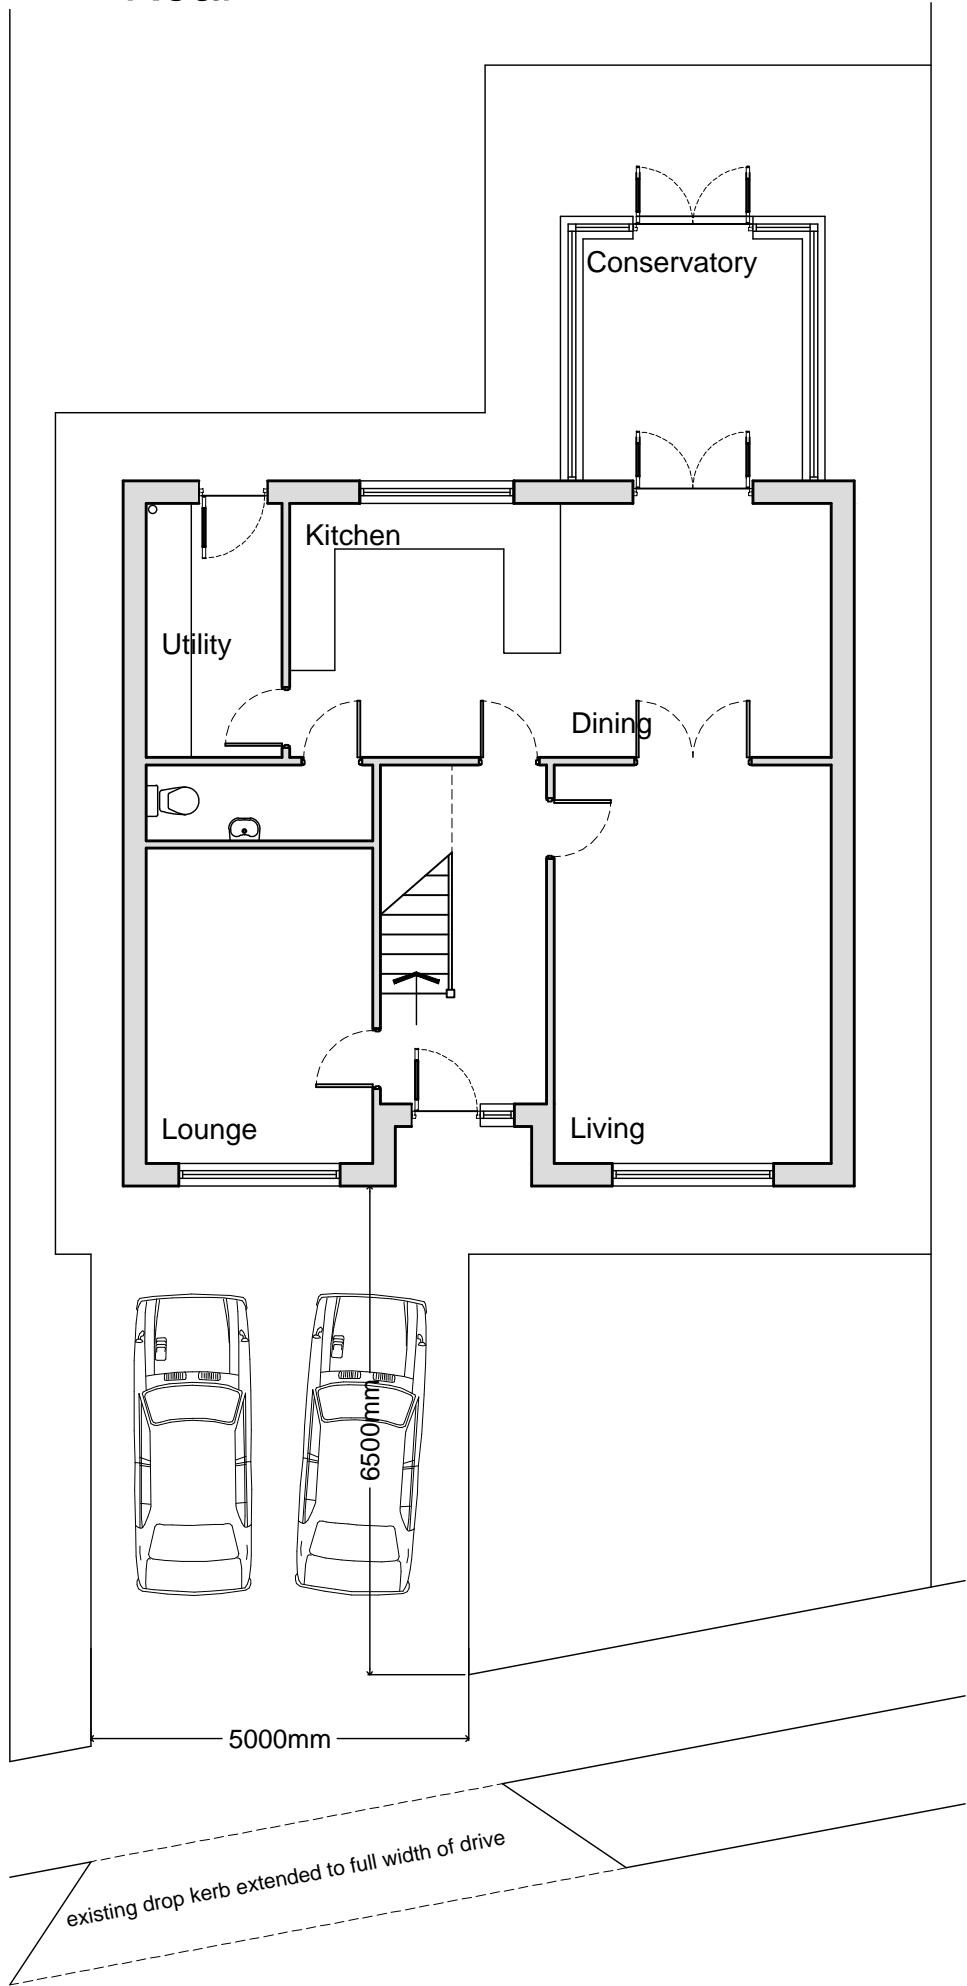 Conservatory
Kitchen
Utility
Dining
Lounge
Living
6500mm
5000mm
existing drop kerb extended to full width of drive